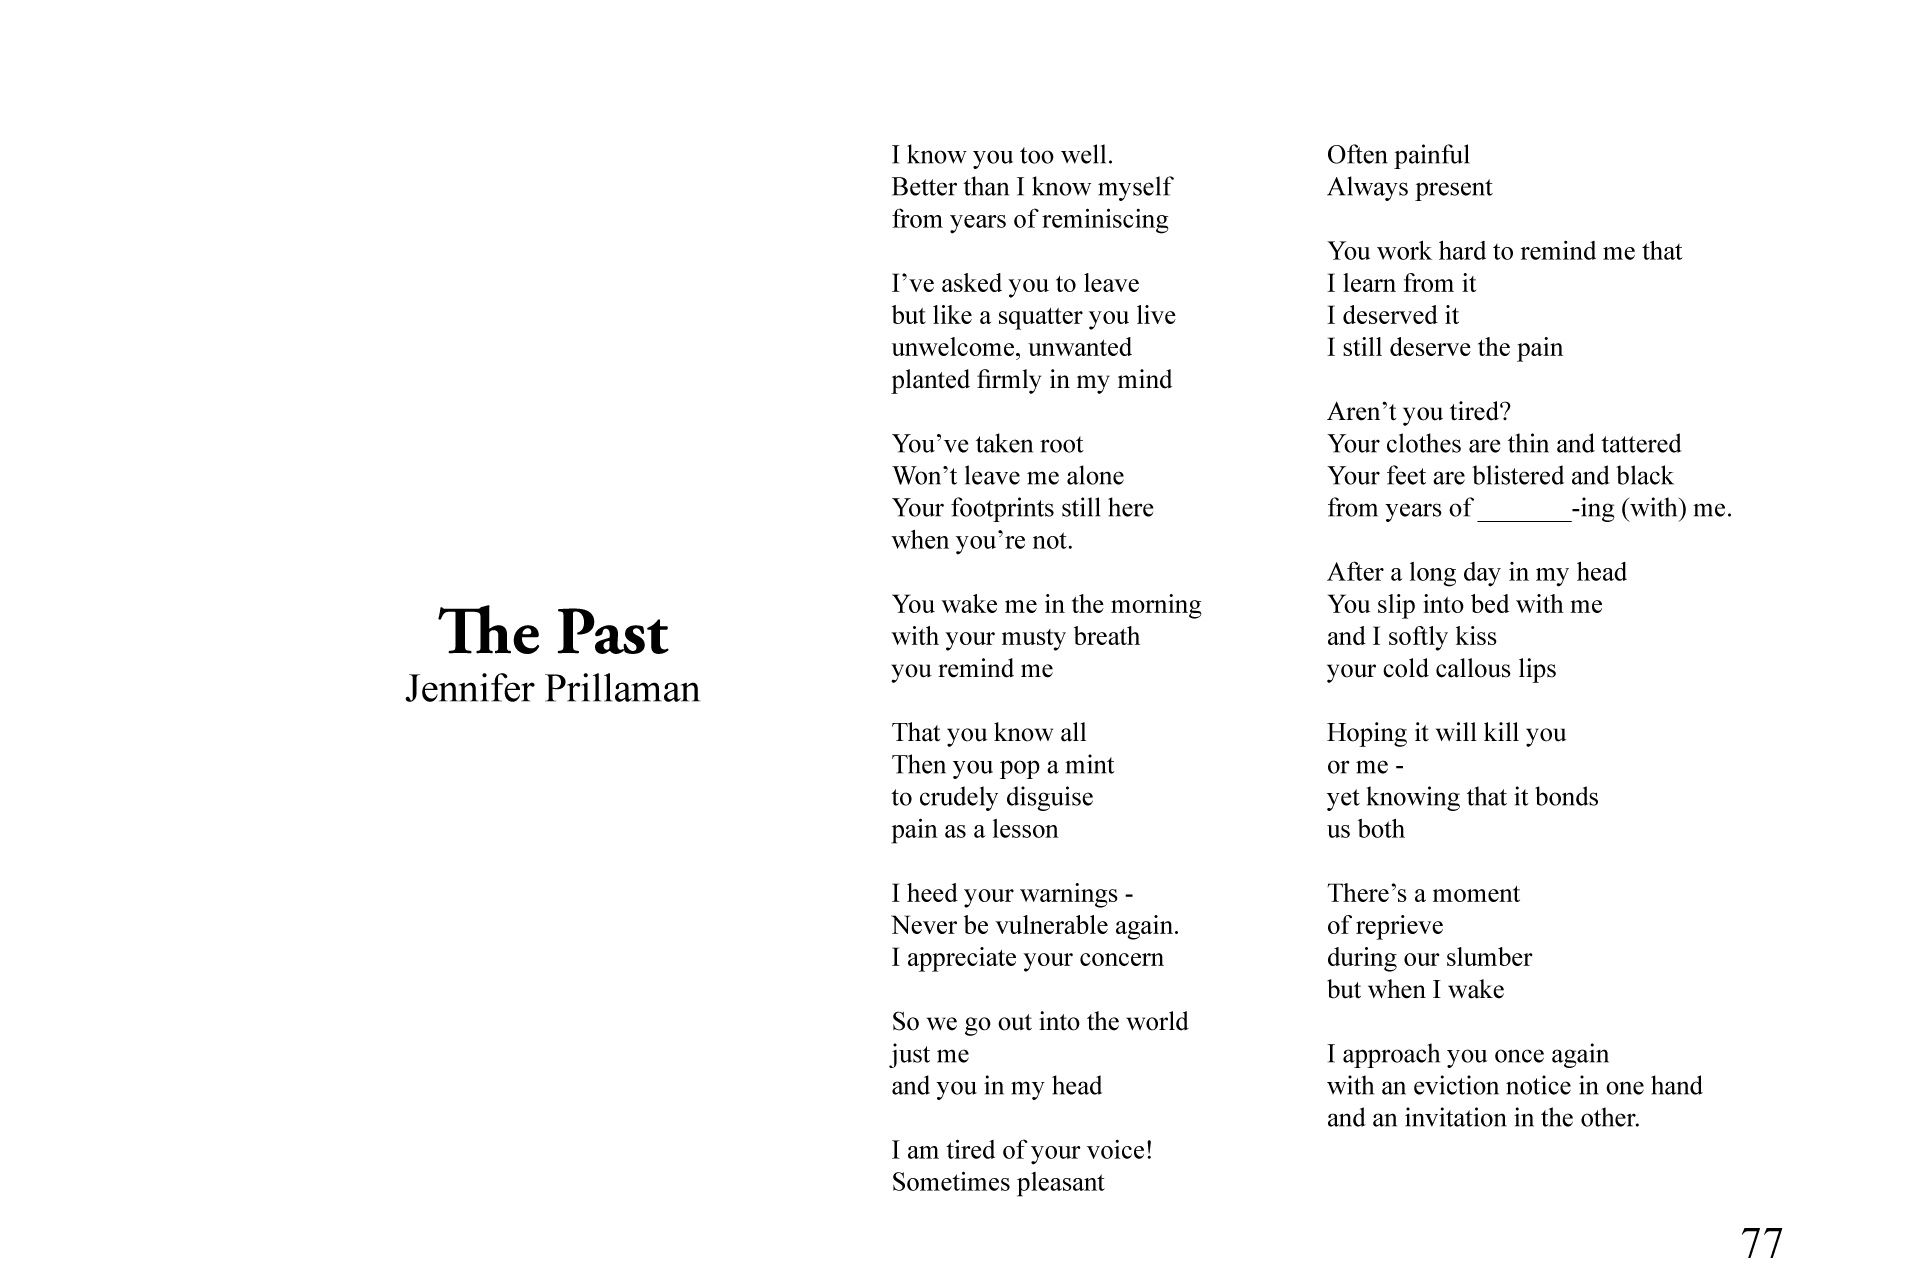 The Past
Jennifer Prillaman
I know you too well.
Better than I know myself
from years of reminiscing
I’ve asked you to leave
but like a squatter you live
unwelcome, unwanted
planted firmly in my mind
You’ve taken root
Won’t leave me alone
Your footprints still here
when you’re not.
You wake me in the morning
with your musty breath
you remind me
That you know all
Then you pop a mint
to crudely disguise
pain as a lesson
I heed your warnings -
Never be vulnerable again.
I appreciate your concern
So we go out into the world
just me
and you in my head
I am tired of your voice!
Sometimes pleasant
Often painful
Always present
You work hard to remind me that
I learn from it
I deserved it
I still deserve the pain
Aren’t you tired?
Your clothes are thin and tattered
Your feet are blistered and black
from years of _______-ing (with) me.
After a long day in my head
You slip into bed with me
and I softly kiss
your cold callous lips
Hoping it will kill you
or me -
yet knowing that it bonds
us both
There’s a moment
of reprieve
during our slumber
but when I wake
I approach you once again
with an eviction notice in one hand
and an invitation in the other.
77